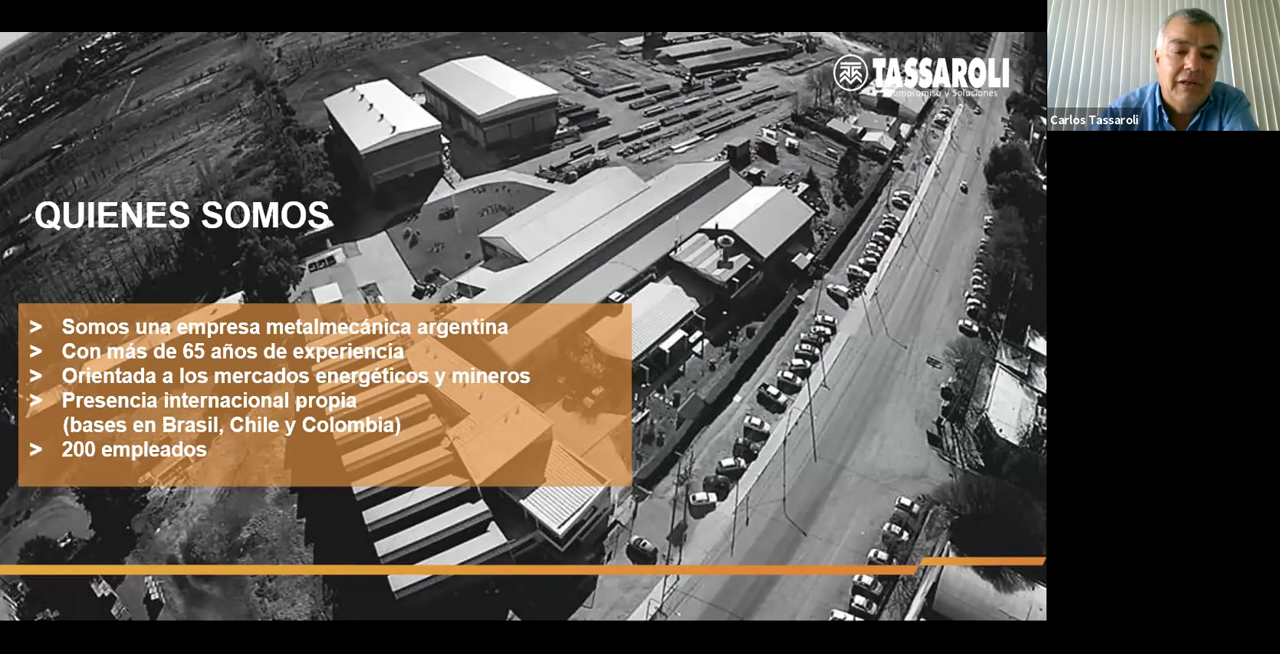 TASSAROLI
Compromiso y Soluciones
Carlos Tassaroli
QUIENES SOMOS
> Somos una empresa metalmecánica argentina
> Con más de 65 años de experiencia
> Orientada a los mercados energéticos y mineros
> Presencia internacional propia
(bases en Brasil, Chile y Colombia)
> 200 empleados